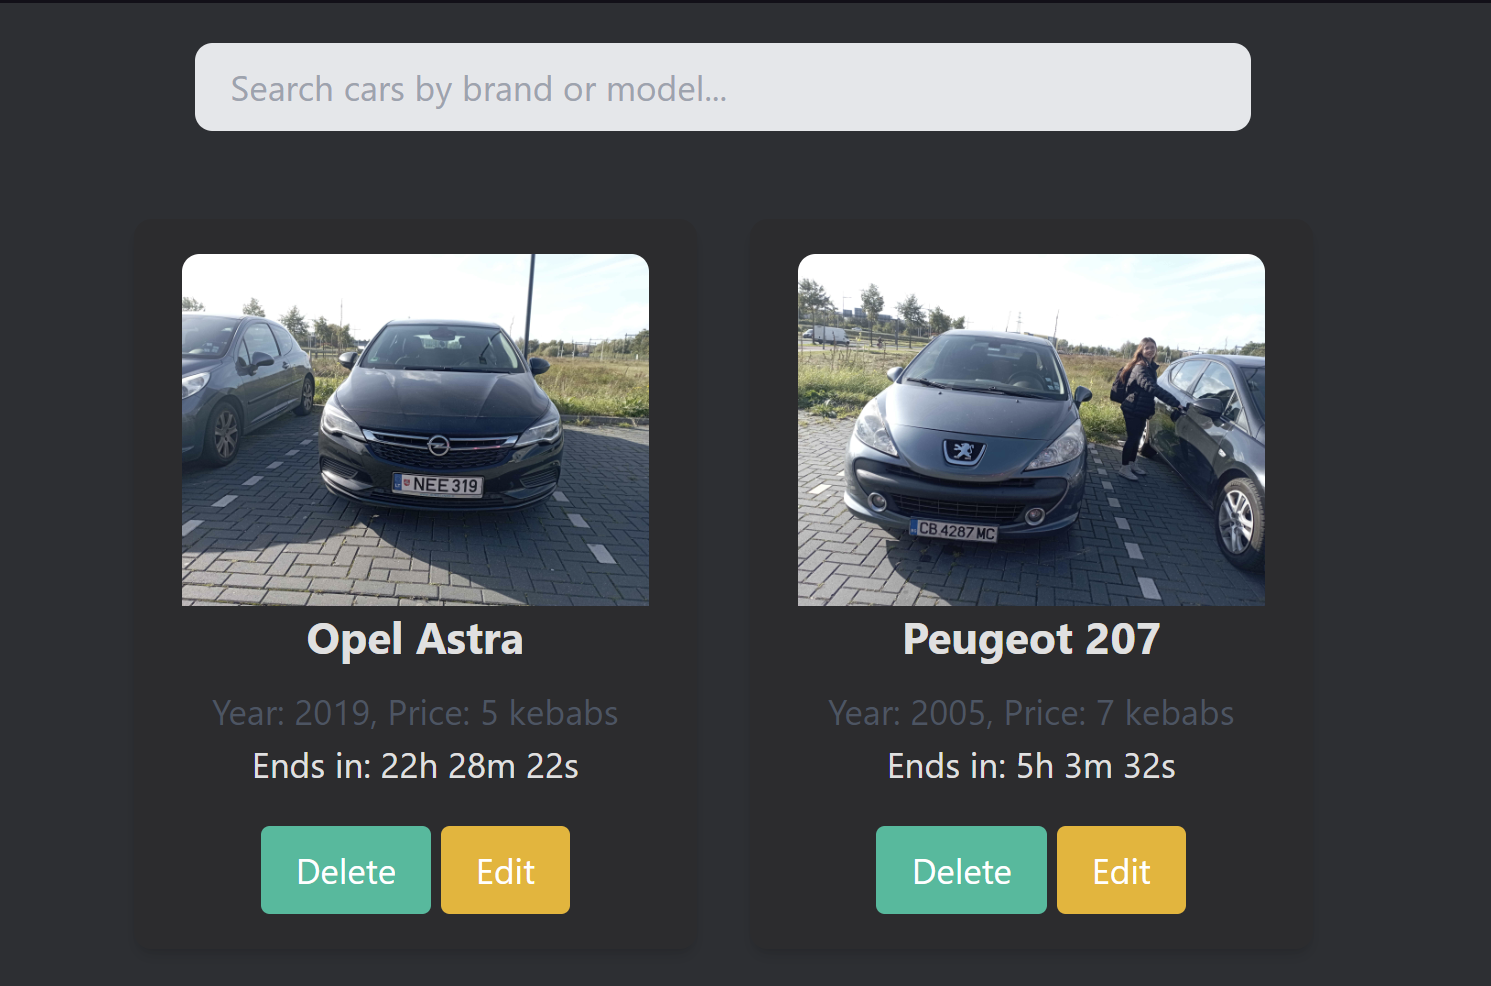 Search cars by brand or model...
NEE 319
CB 4287 MC
Opel Astra
Peugeot 207
Year: 2019, Price: 5 kebabs
Year: 2005, Price: 7 kebabs
Ends in: 22h 28m 22s
Ends in: 5h 3m 32s
Delete
Edit
Delete
Edit